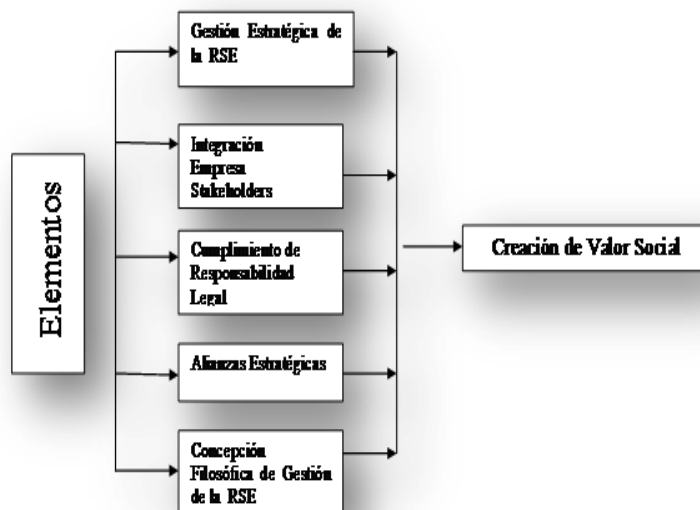 Elementos
Gestión Estratégica de
la RSE
Integración
Empresa
Stakeholders
Cumplimiento de
Responsabilidad
Legal
Alianzas Estratégicas
Concepción
Filosófica de Gestión
de la RSE
Creación de Valor Social